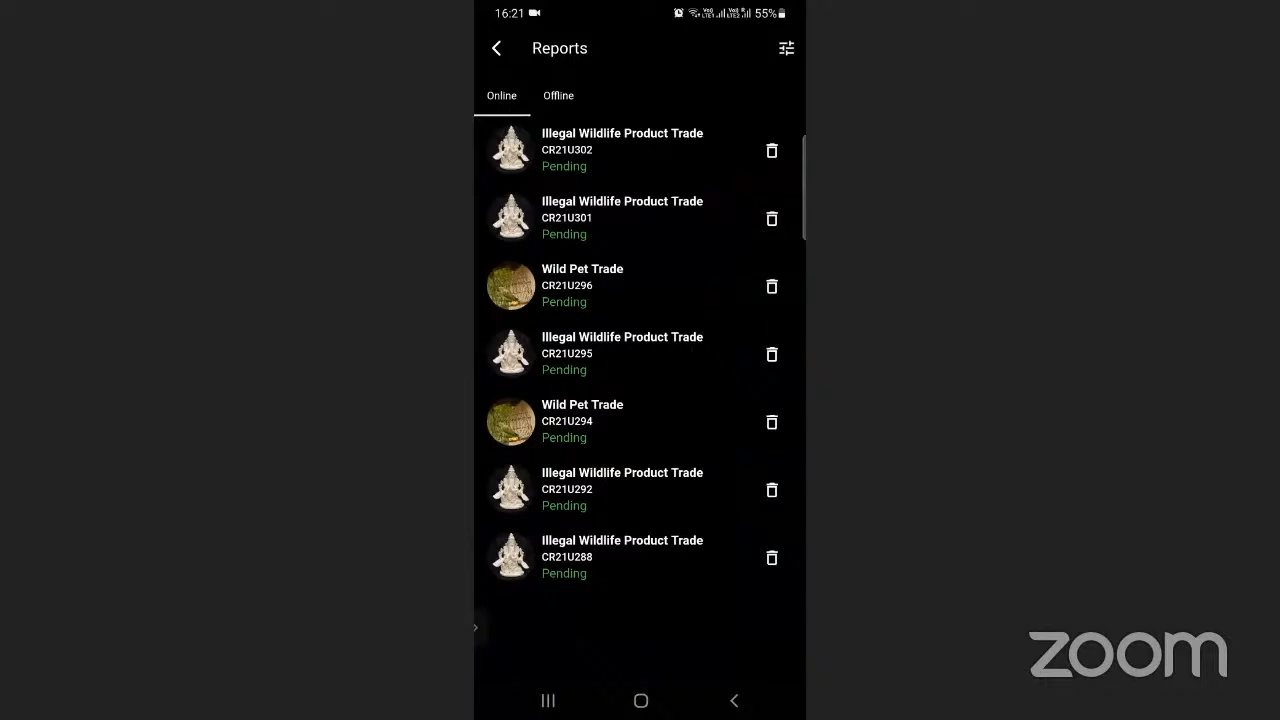 16:21
55%
Reports
Online
Offline
Illegal Wildlife Product Trade
CR21U302
Pending
Illegal Wildlife Product Trade
CR21U301
Pending
Wild Pet Trade
CR21U296
Pending
Illegal Wildlife Product Trade
CR21U295
Pending
Wild Pet Trade
CR21U294
Pending
Illegal Wildlife Product Trade
CR21U292
Pending
Illegal Wildlife Product Trade
CR21U288
Pending
zoom